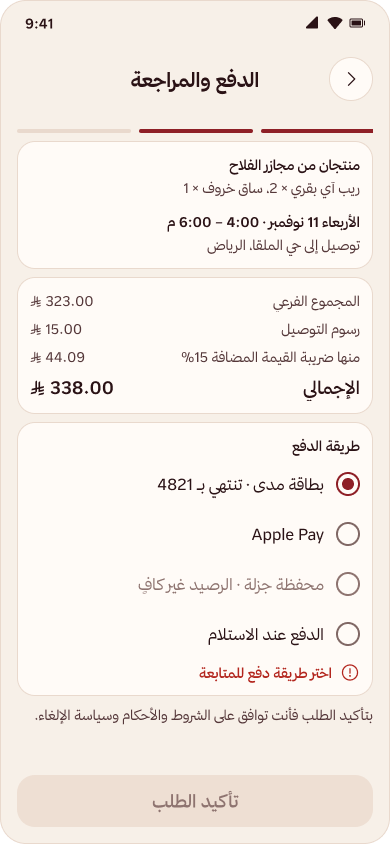 9:41
الدفع والمراجعة
منتجان من مجازر الفلاح
ريب آي بقري × 2، ساق خروف × 1
الأربعاء 11 نوفمبر · 4:00 – 6:00 م
توصيل إلى حي الملقا، الرياض
المجموع الفرعي 323.00 ⃁
رسوم التوصيل 15.00 ⃁
منها ضريبة القيمة المضافة 15% 44.09 ⃁
الإجمالي 338.00 ⃁
طريقة الدفع
بطاقة مدى · تنتهي بـ 4821
Apple Pay
محفظة جزلة · الرصيد غير كافٍ
الدفع عند الاستلام
اختر طريقة دفع للمتابعة
بتأكيد الطلب فأنت توافق على الشروط والأحكام وسياسة الإلغاء.
تأكيد الطلب